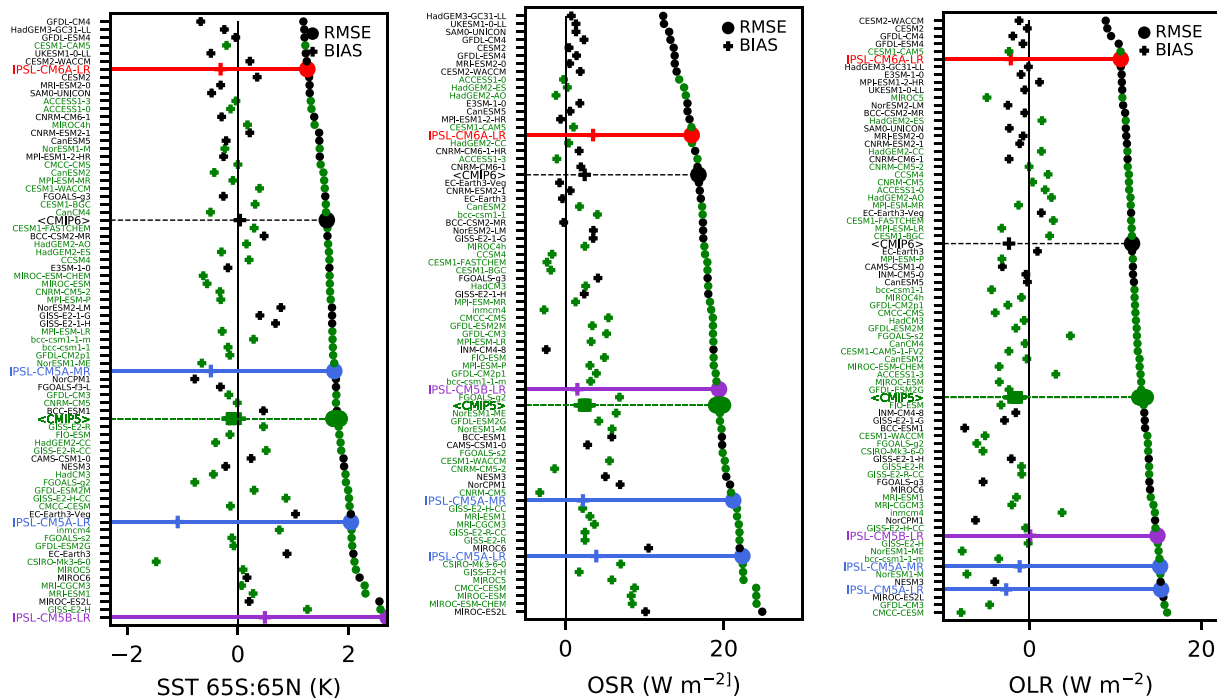 GFDL-CM4
HadGEM3-GC31-LL
GFDL-ESM4
CESM1-CAM5
UKESM1-0-LL
CESM2-WACCM
IPSL-CM6A-LR
CESM2
MRI-ESM2-0
SAM0-UNICON
ACCESS1-3
ACCESS1-0
CNRM-CM6-1
MIROC4h
CNRM-ESM2-1
CanESM5
NorESM1-M
MPI-ESM1-2-HR
CMCC-CMS
CanESM2
MPI-ESM-MR
CESM1-WACCM
FGOALS-g3
CESM1-BGC
CanCM4
<CMIP6>
CESM1-FASTCHEM
BCC-CSM2-MR
HadGEM2-AO
HadGEM2-ES
CCSM4
E3SM-1-0
MIROC-ESM-CHEM
MIROC-ESM
CNRM-CM5-2
MPI-ESM-P
NorESM2-LM
GISS-E2-1-G
GISS-E2-1-H
MPI-ESM-LR
bcc-csm1-1-m
bcc-csm1-1
GFDL-CM2p1
NorESM1-ME
IPSL-CM5A-MR
NorCPM1
FGOALS-f3-L
GFDL-CM3
CNRM-CM5
BCC-ESM1
<CMIP5>
GISS-E2-R
FIO-ESM
HadGEM2-CC
GISS-E2-R-CC
CAMS-CSM1-0
NESM3
HadCM3
FGOALS-g2
GFDL-ESM2M
GISS-E2-H-CC
CMCC-CESM
EC-Earth3-Veg
IPSL-CM5A-LR
inmcm4
FGOALS-s2
GFDL-ESM2G
EC-Earth3
CSIRO-Mk3-6-0
MIROC5
MIROC6
MRI-CGCM3
MRI-ESM1
MIROC-ES2L
GISS-E2-H
IPSL-CM5B-LR
RMSE
BIAS
−2 0 2
SST 65S:65N (K)
HadGEM3-GC31-LL
UKESM1-0-LL
SAM0-UNICON
GFDL-CM4
CESM2
GFDL-ESM4
MRI-ESM2-0
CESM2-WACCM
ACCESS1-0
HadGEM2-ES
HadGEM2-AO
E3SM-1-0
CanESM5
MPI-ESM1-2-HR
CESM1-CAM5
IPSL-CM6A-LR
HadGEM2-CC
CNRM-CM6-1-HR
ACCESS1-3
CNRM-CM6-1
<CMIP6>
EC-Earth3-Veg
CNRM-ESM2-1
EC-Earth3
CanESM2
bcc-csm1-1
BCC-CSM2-MR
NorESM2-LM
GISS-E2-1-G
MIROC4h
CCSM4
CESM1-FASTCHEM
CESM1-BGC
FGOALS-g3
HadCM3
GISS-E2-1-H
MPI-ESM-MR
inmcm4
CMCC-CMS
GFDL-ESM2M
GFDL-CM3
MPI-ESM-LR
INM-CM4-8
FIO-ESM
MPI-ESM-P
GFDL-CM2p1
bcc-csm1-1-m
IPSL-CM5B-LR
FGOALS-g2
<CMIP5>
NorESM1-ME
GFDL-ESM2G
NorESM1-M
BCC-ESM1
CAMS-CSM1-0
FGOALS-s2
CESM1-WACCM
CNRM-CM5-2
NESM3
NorCPM1
CNRM-CM5
IPSL-CM5A-MR
GISS-E2-H-CC
MRI-ESM1
MRI-CGCM3
GISS-E2-R-CC
GISS-E2-R
MIROC6
IPSL-CM5A-LR
CSIRO-Mk3-6-0
GISS-E2-H
MIROC5
CMCC-CESM
MIROC-ESM
MIROC-ESM-CHEM
MIROC-ES2L
RMSE
BIAS
0 20
OSR (W m⁻²])
CESM2-WACCM
CESM2
GFDL-CM4
GFDL-ESM4
CESM1-CAM5
IPSL-CM6A-LR
HadGEM3-GC31-LL
E3SM-1-0
MPI-ESM1-2-HR
UKESM1-0-LL
MIROC5
NorESM2-LM
BCC-CSM2-MR
HadGEM2-ES
SAM0-UNICON
MRI-ESM2-0
CNRM-ESM2-1
HadGEM2-CC
CNRM-CM6-1
CNRM-CM5-2
CCSM4
CNRM-CM5
ACCESS1-0
HadGEM2-AO
MPI-ESM-MR
EC-Earth3-Veg
CESM1-FASTCHEM
MPI-ESM-LR
CESM1-BGC
<CMIP6>
EC-Earth3
MPI-ESM-P
CAMS-CSM1-0
INM-CM5-0
CanESM5
bcc-csm1-1
MIROC4h
GFDL-CM2p1
CMCC-CMS
HadCM3
GFDL-ESM2M
FGOALS-s2
CanCM4
CESM1-CAM5-1-FV2
CanESM2
MIROC-ESM-CHEM
ACCESS1-3
MIROC-ESM
GFDL-ESM2G
<CMIP5>
FIO-ESM
INM-CM4-8
GISS-E2-1-G
BCC-ESM1
CESM1-WACCM
FGOALS-g2
CSIRO-Mk3-6-0
GISS-E2-1-H
GISS-E2-R
GISS-E2-R-CC
FGOALS-g3
MIROC6
MRI-ESM1
MRI-CGCM3
inmcm4
NorCPM1
GISS-E2-H-CC
IPSL-CM5B-LR
GISS-E2-H
NorESM1-ME
bcc-csm1-1-m
IPSL-CM5A-MR
NorESM1-M
NESM3
IPSL-CM5A-LR
MIROC-ES2L
GFDL-CM3
CMCC-CESM
RMSE
BIAS
0 20
OLR (W m⁻²)